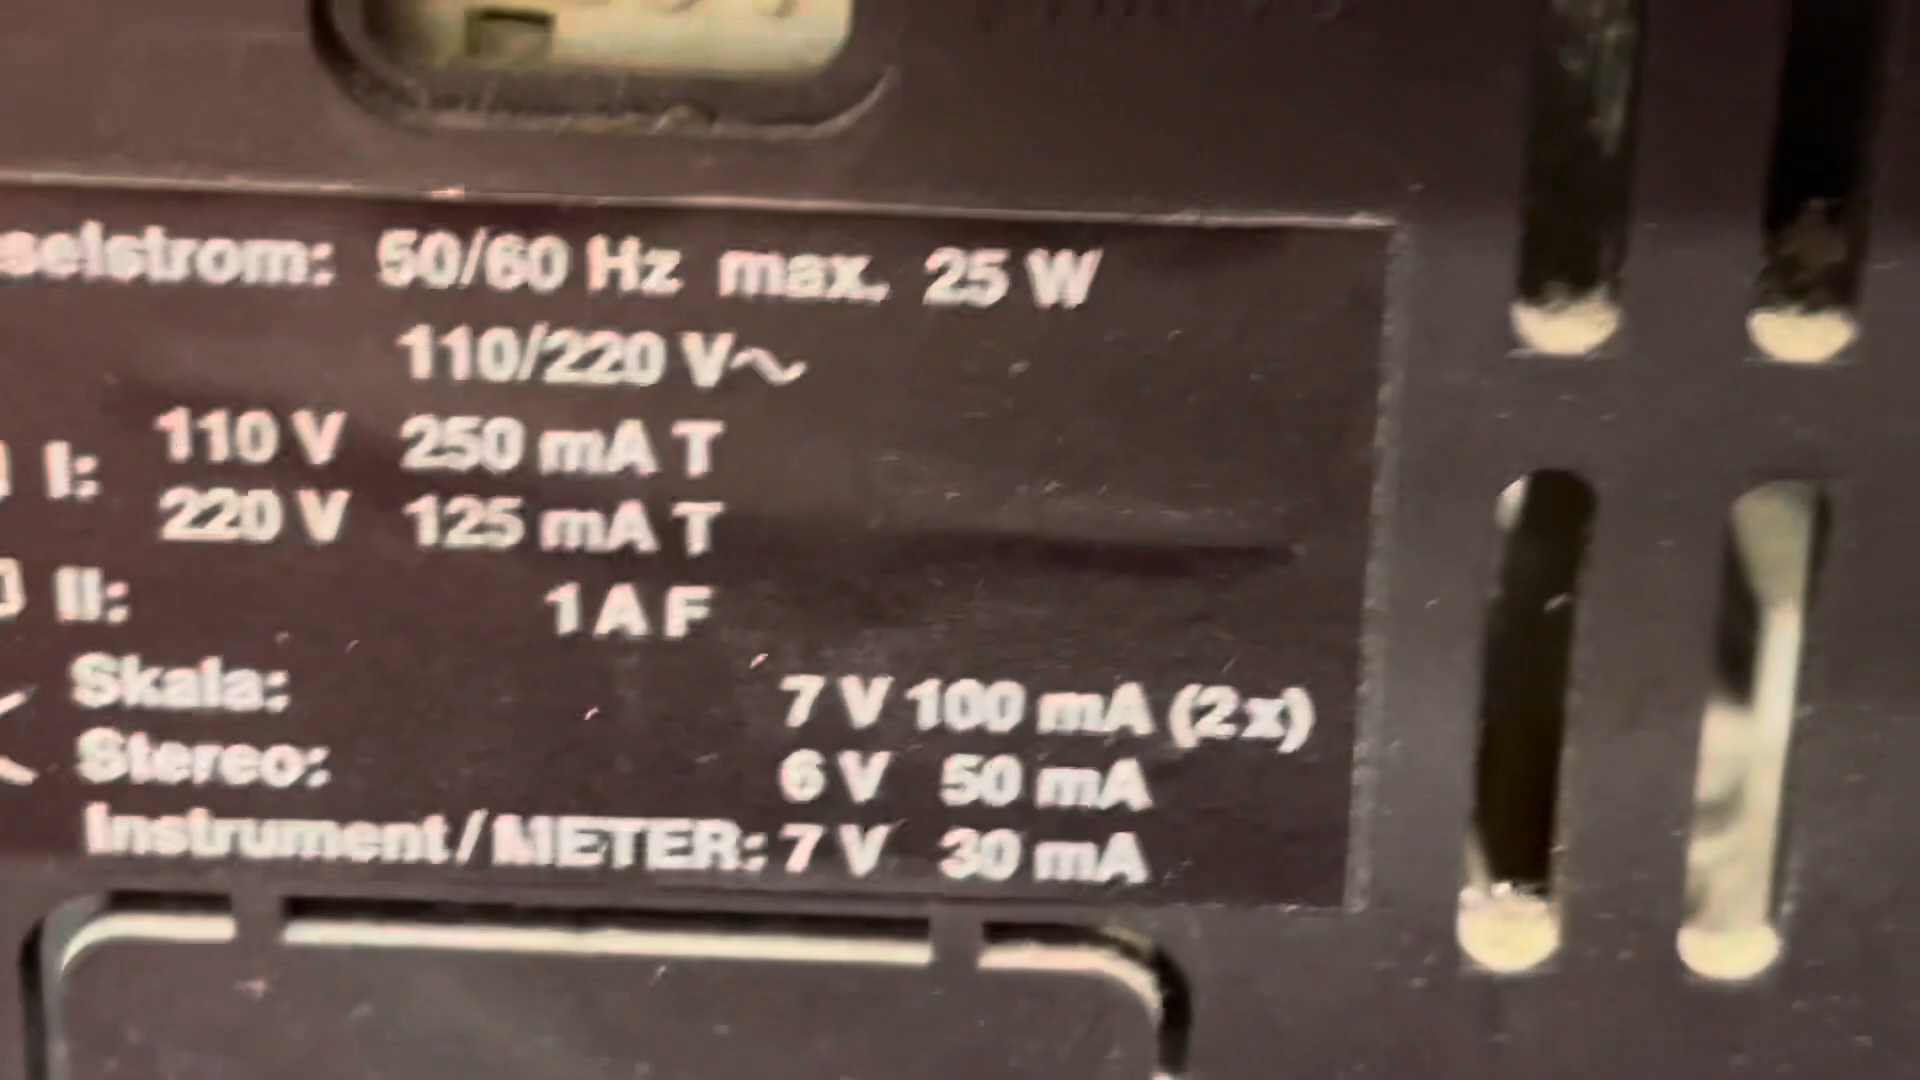 selstrom: 50/60 Hz max. 25 W
110/220 V~
I: 110 V 250 mA T
220 V 125 mA T
II: 1 A F
Skala: 7 V 100 mA (2x)
Stereo: 6 V 50 mA
Instrument/METER: 7 V 30 mA